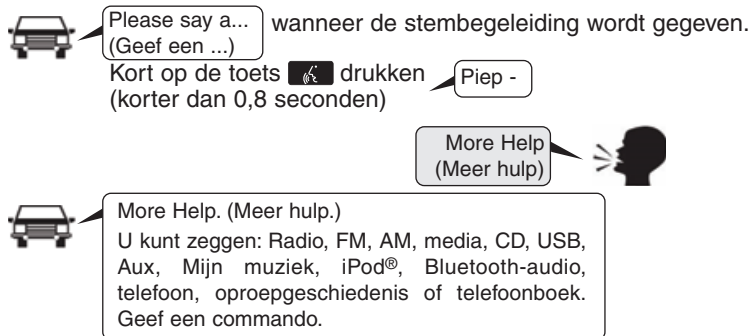 Please say a... wanneer de stembegeleiding wordt gegeven.
(Geef een ...)
Kort op de toets drukken Piep -
(korter dan 0,8 seconden)
More Help
(Meer hulp)
More Help. (Meer hulp.)
U kunt zeggen: Radio, FM, AM, media, CD, USB,
Aux, Mijn muziek, iPod®, Bluetooth-audio,
telefoon, oproepgeschiedenis of telefoonboek.
Geef een commando.